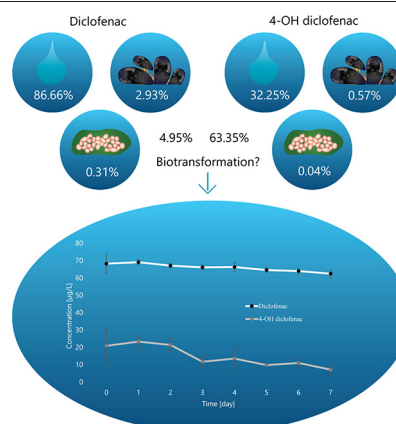 Diclofenac 4-OH diclofenac
86.66% 2.93% 32.25% 0.57%
4.95% 63.35%
0.31% Biotransformation? 0.04%
80
70
60
50
40
30
20
10
0
Concentration [µg/L]
Diclofenac
4-OH diclofenac
0 1 2 3 4 5 6 7
Time [day]